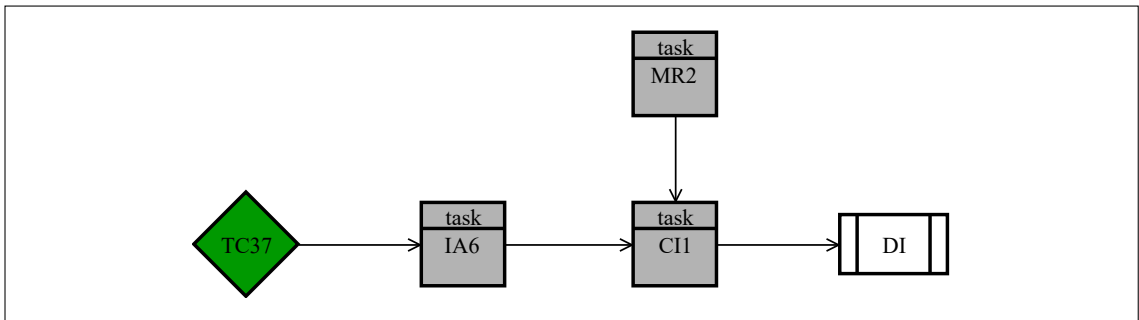 task
MR2
TC37
task
IA6
task
CI1
DI